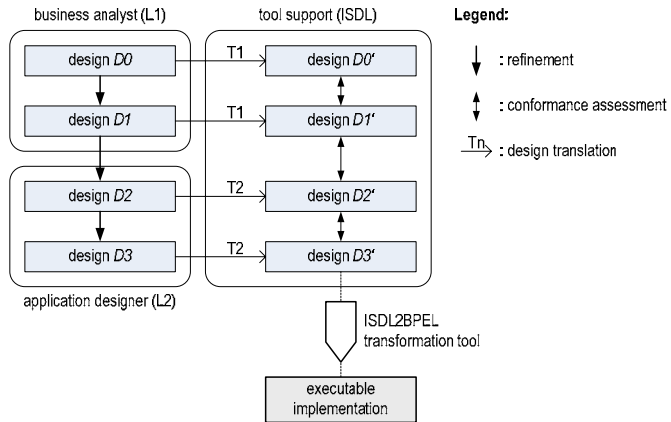 business analyst (L1)
tool support (ISDL)
Legend:
design D0
T1
design D0'
: refinement
design D1
T1
design D1'
: conformance assessment
Tn
: design translation
design D2
T2
design D2'
design D3
T2
design D3'
application designer (L2)
ISDL2BPEL
transformation tool
executable
implementation